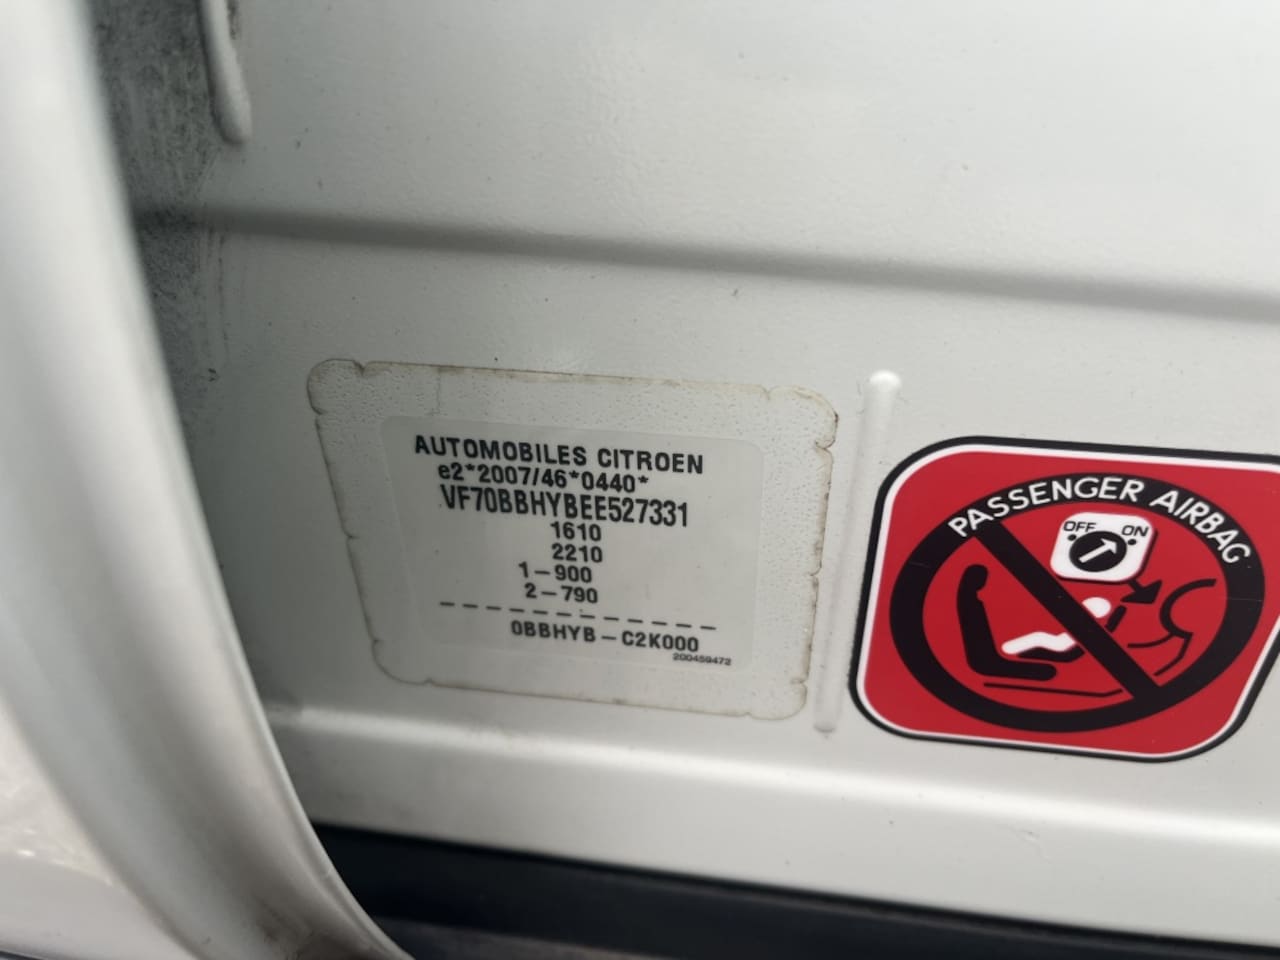 AUTOMOBILES CITROEN
e2*2007/46*0440*
VF70BBHYBEE527331
1610
2210
1-900
2-790
0BBHYB-C2K000
200459472
PASSENGER AIRBAG
OFF ON